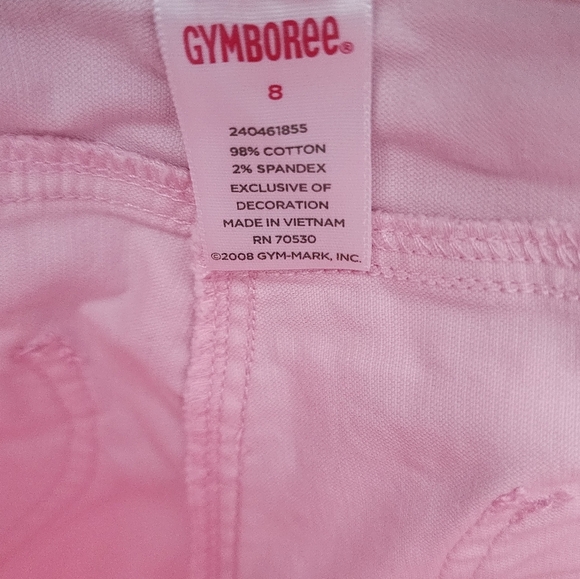 GYMBOREE®
8
240461855
98% COTTON
2% SPANDEX
EXCLUSIVE OF
DECORATION
MADE IN VIETNAM
RN 70530
©2008 GYM-MARK, INC.